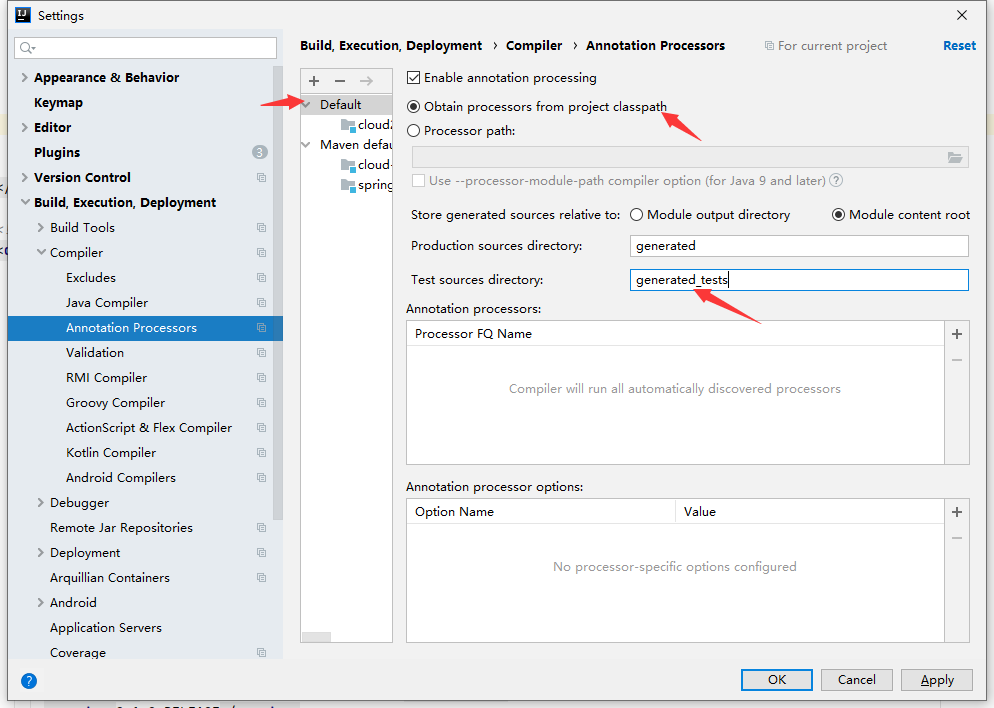 Settings
Build, Execution, Deployment › Compiler › Annotation Processors
For current project
Reset
Appearance & Behavior
Keymap
Editor
Plugins
3
Version Control
Build, Execution, Deployment
Build Tools
Compiler
Excludes
Java Compiler
Annotation Processors
Validation
RMI Compiler
Groovy Compiler
ActionScript & Flex Compiler
Kotlin Compiler
Android Compilers
Debugger
Remote Jar Repositories
Deployment
Arquillian Containers
Android
Application Servers
Coverage
Default
cloud2
Maven defau
cloud-
spring
Enable annotation processing
Obtain processors from project classpath
Processor path:
Use --processor-module-path compiler option (for Java 9 and later)
Store generated sources relative to:
Module output directory
Module content root
Production sources directory:
generated
Test sources directory:
generated_tests
Annotation processors:
Processor FQ Name
Compiler will run all automatically discovered processors
Annotation processor options:
Option Name
Value
No processor-specific options configured
OK
Cancel
Apply